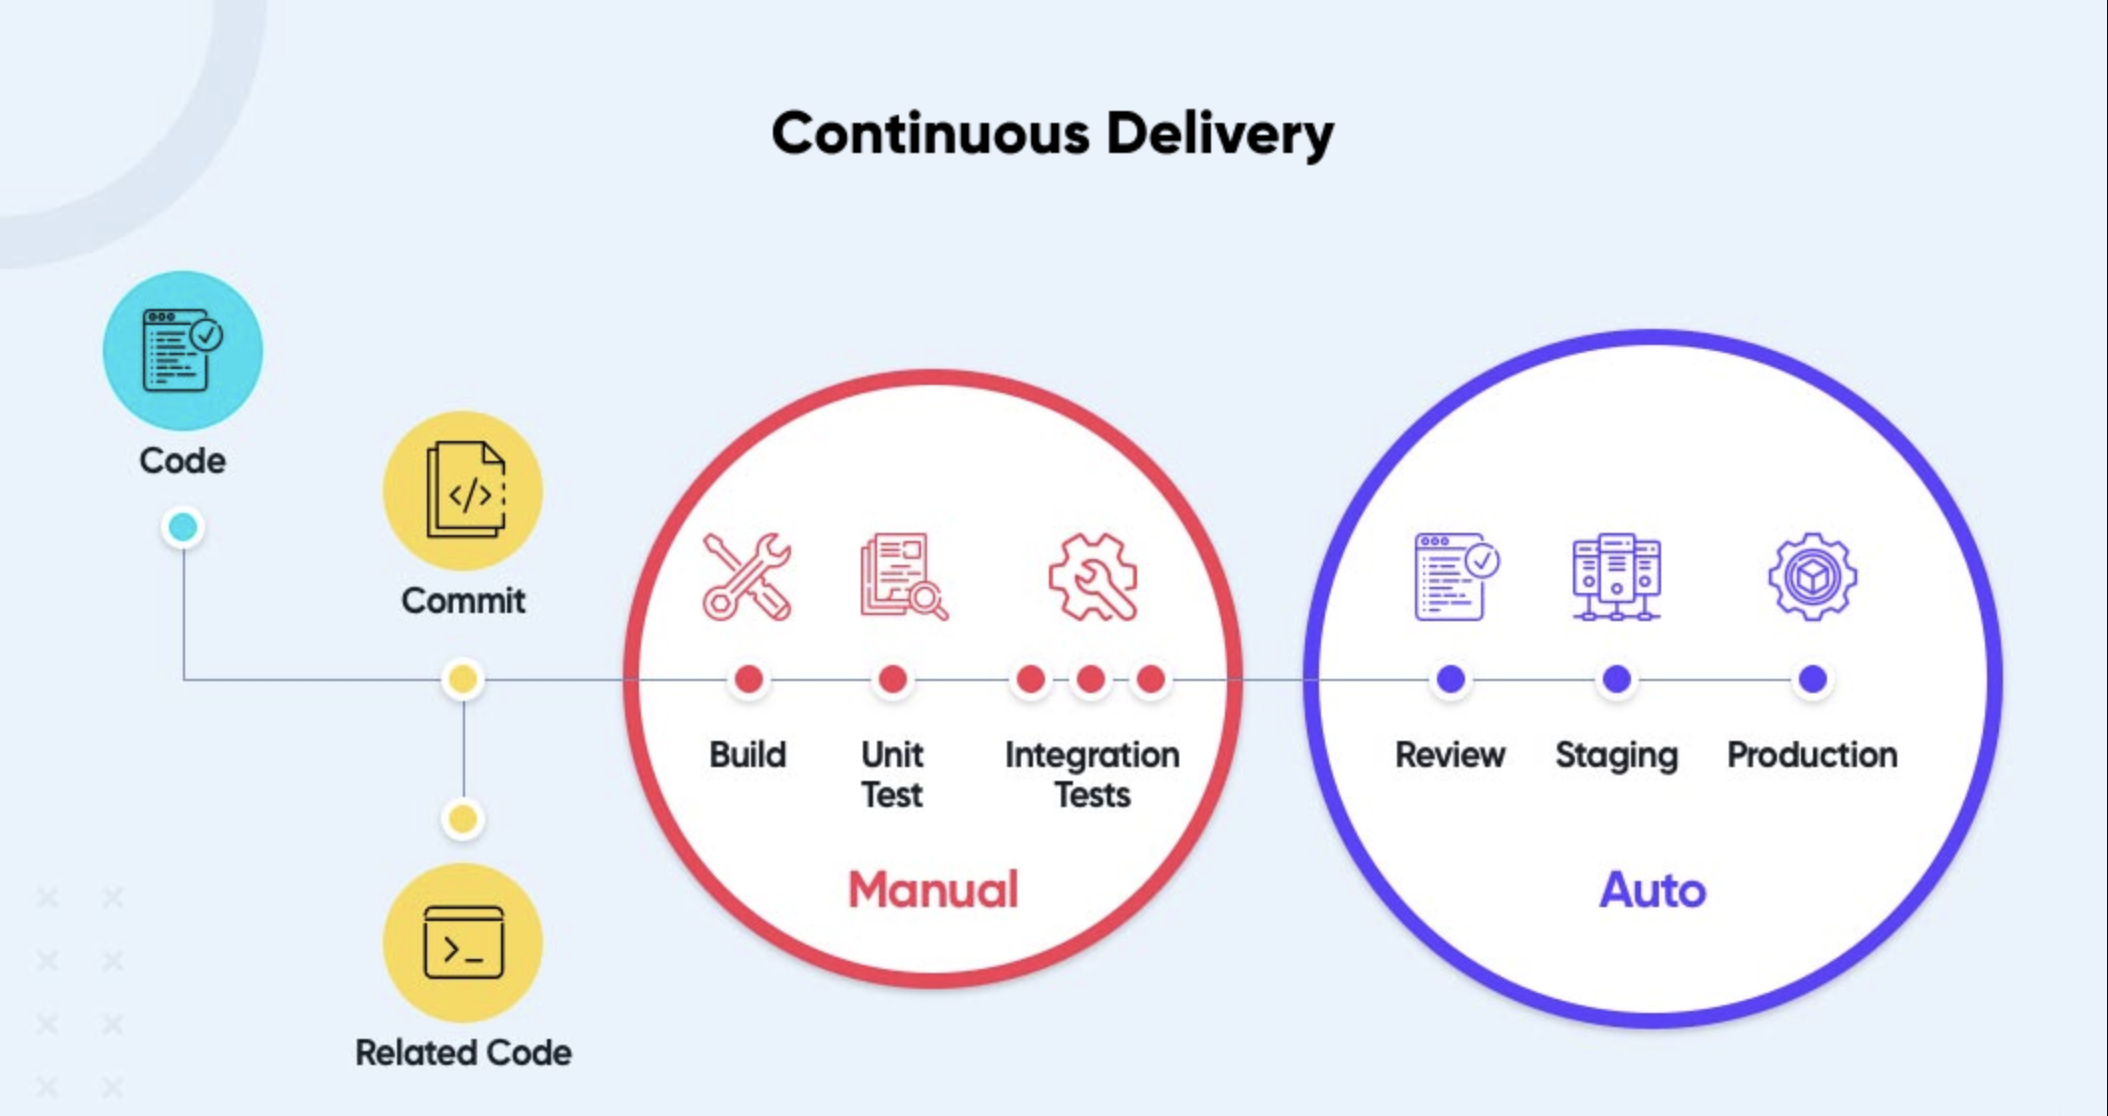 Continuous Delivery
Code
Commit
Related Code
Build
Unit
Test
Integration
Tests
Manual
Review
Staging
Production
Auto